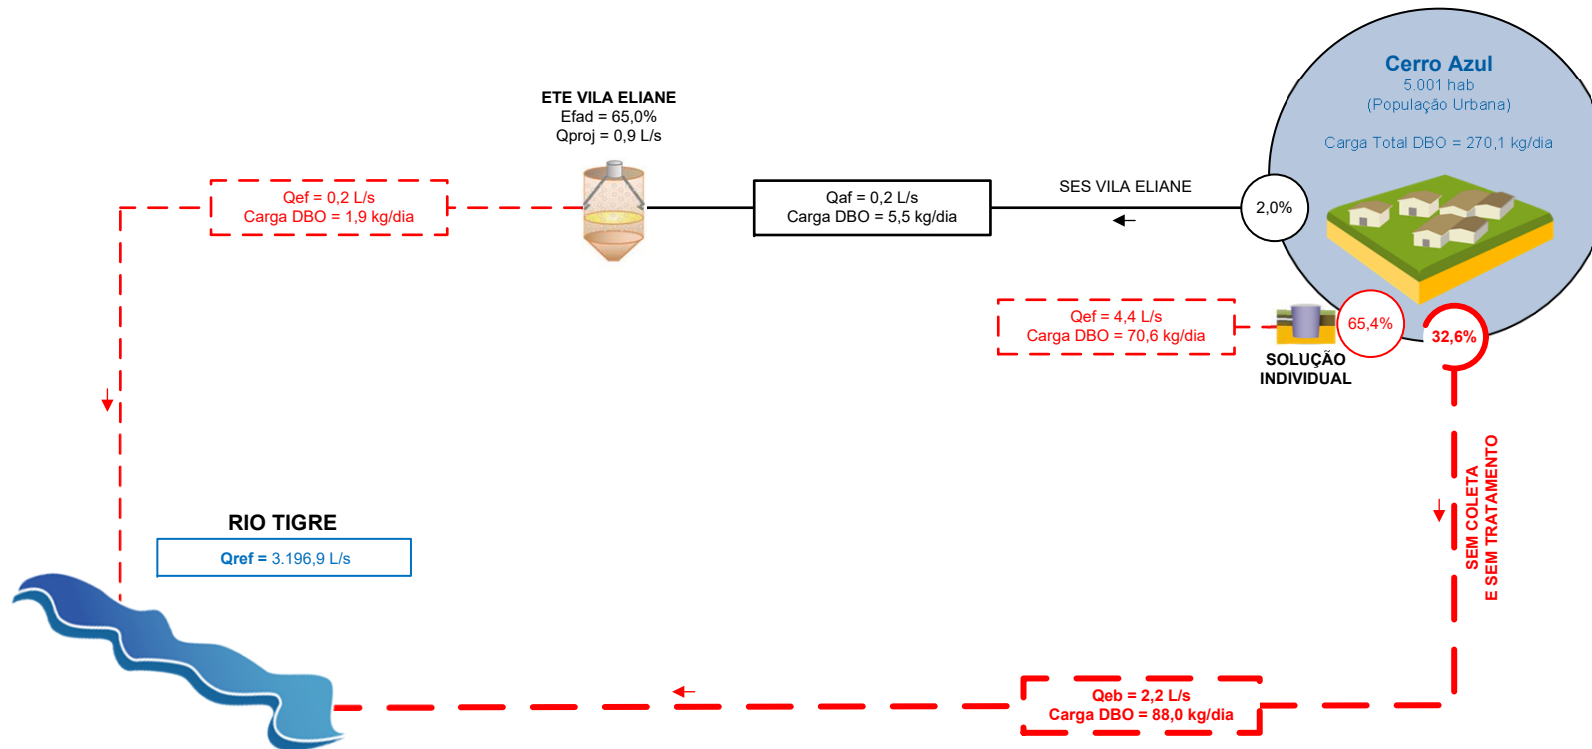 Cerro Azul
5.001 hab
(População Urbana)
Carga Total DBO = 270,1 kg/dia
ETE VILA ELIANE
Efad = 65,0%
Qproj = 0,9 L/s
Qef = 0,2 L/s
Carga DBO = 1,9 kg/dia
Qaf = 0,2 L/s
Carga DBO = 5,5 kg/dia
SES VILA ELIANE
2,0%
Qef = 4,4 L/s
Carga DBO = 70,6 kg/dia
65,4%
32,6%
SOLUÇÃO
INDIVIDUAL
SEM COLETA
E SEM TRATAMENTO
RIO TIGRE
Qref = 3.196,9 L/s
Qeb = 2,2 L/s
Carga DBO = 88,0 kg/dia